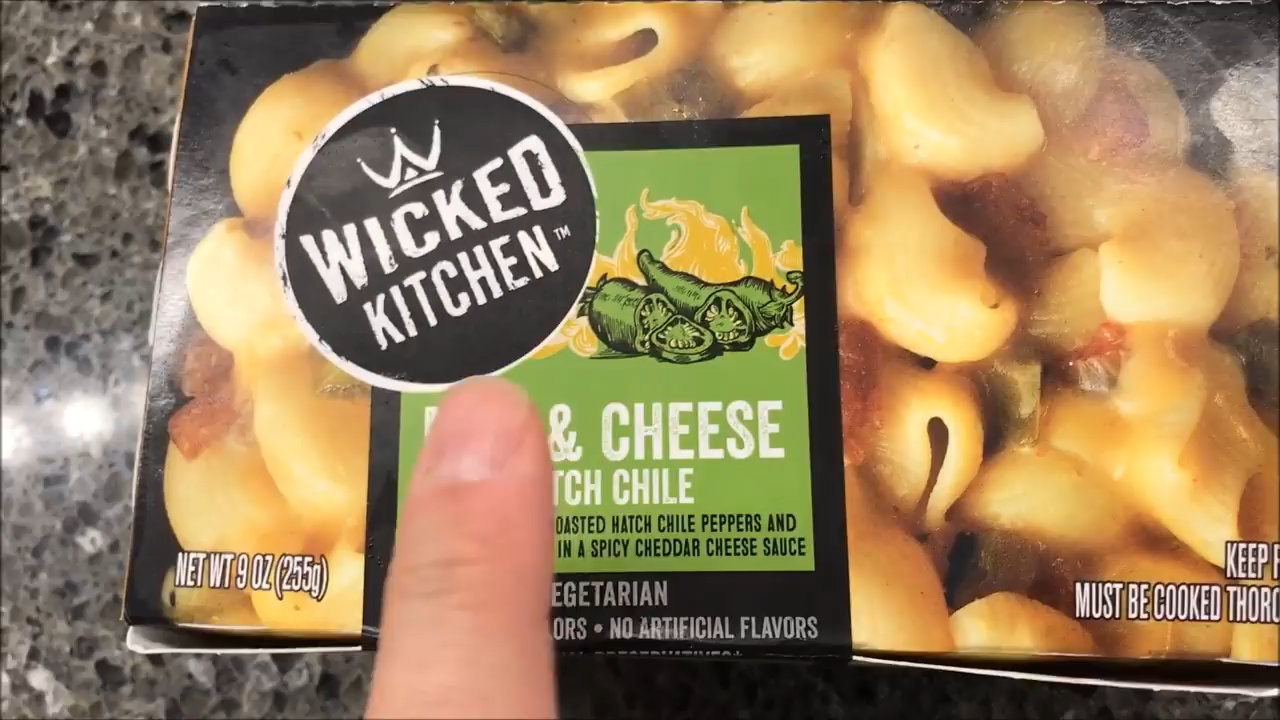 WICKED
KITCHEN™
& CHEESE
TCH CHILE
OASTED HATCH CHILE PEPPERS AND
IN A SPICY CHEDDAR CHEESE SAUCE
EGETARIAN
ORS • NO ARTIFICIAL FLAVORS
NET WT 9 OZ (255g)
KEEP F
MUST BE COOKED THORO